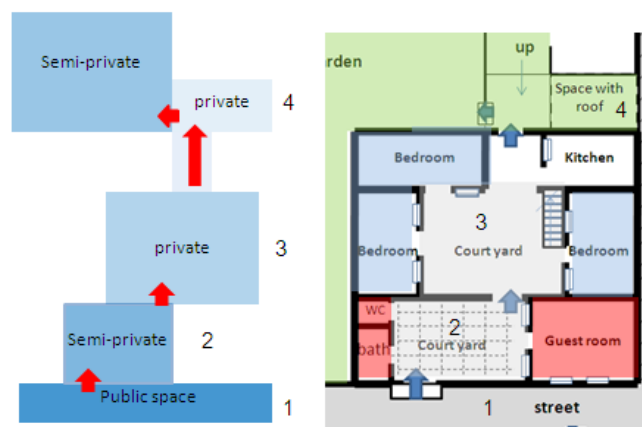 Semi-private
private
4
private
3
Semi-private
2
Public space
1
up
arden
Space with
roof
4
Bedroom
Kitchen
3
Bedroom
Court yard
Bedroom
wc
2
bath
Court yard
Guest room
1
street